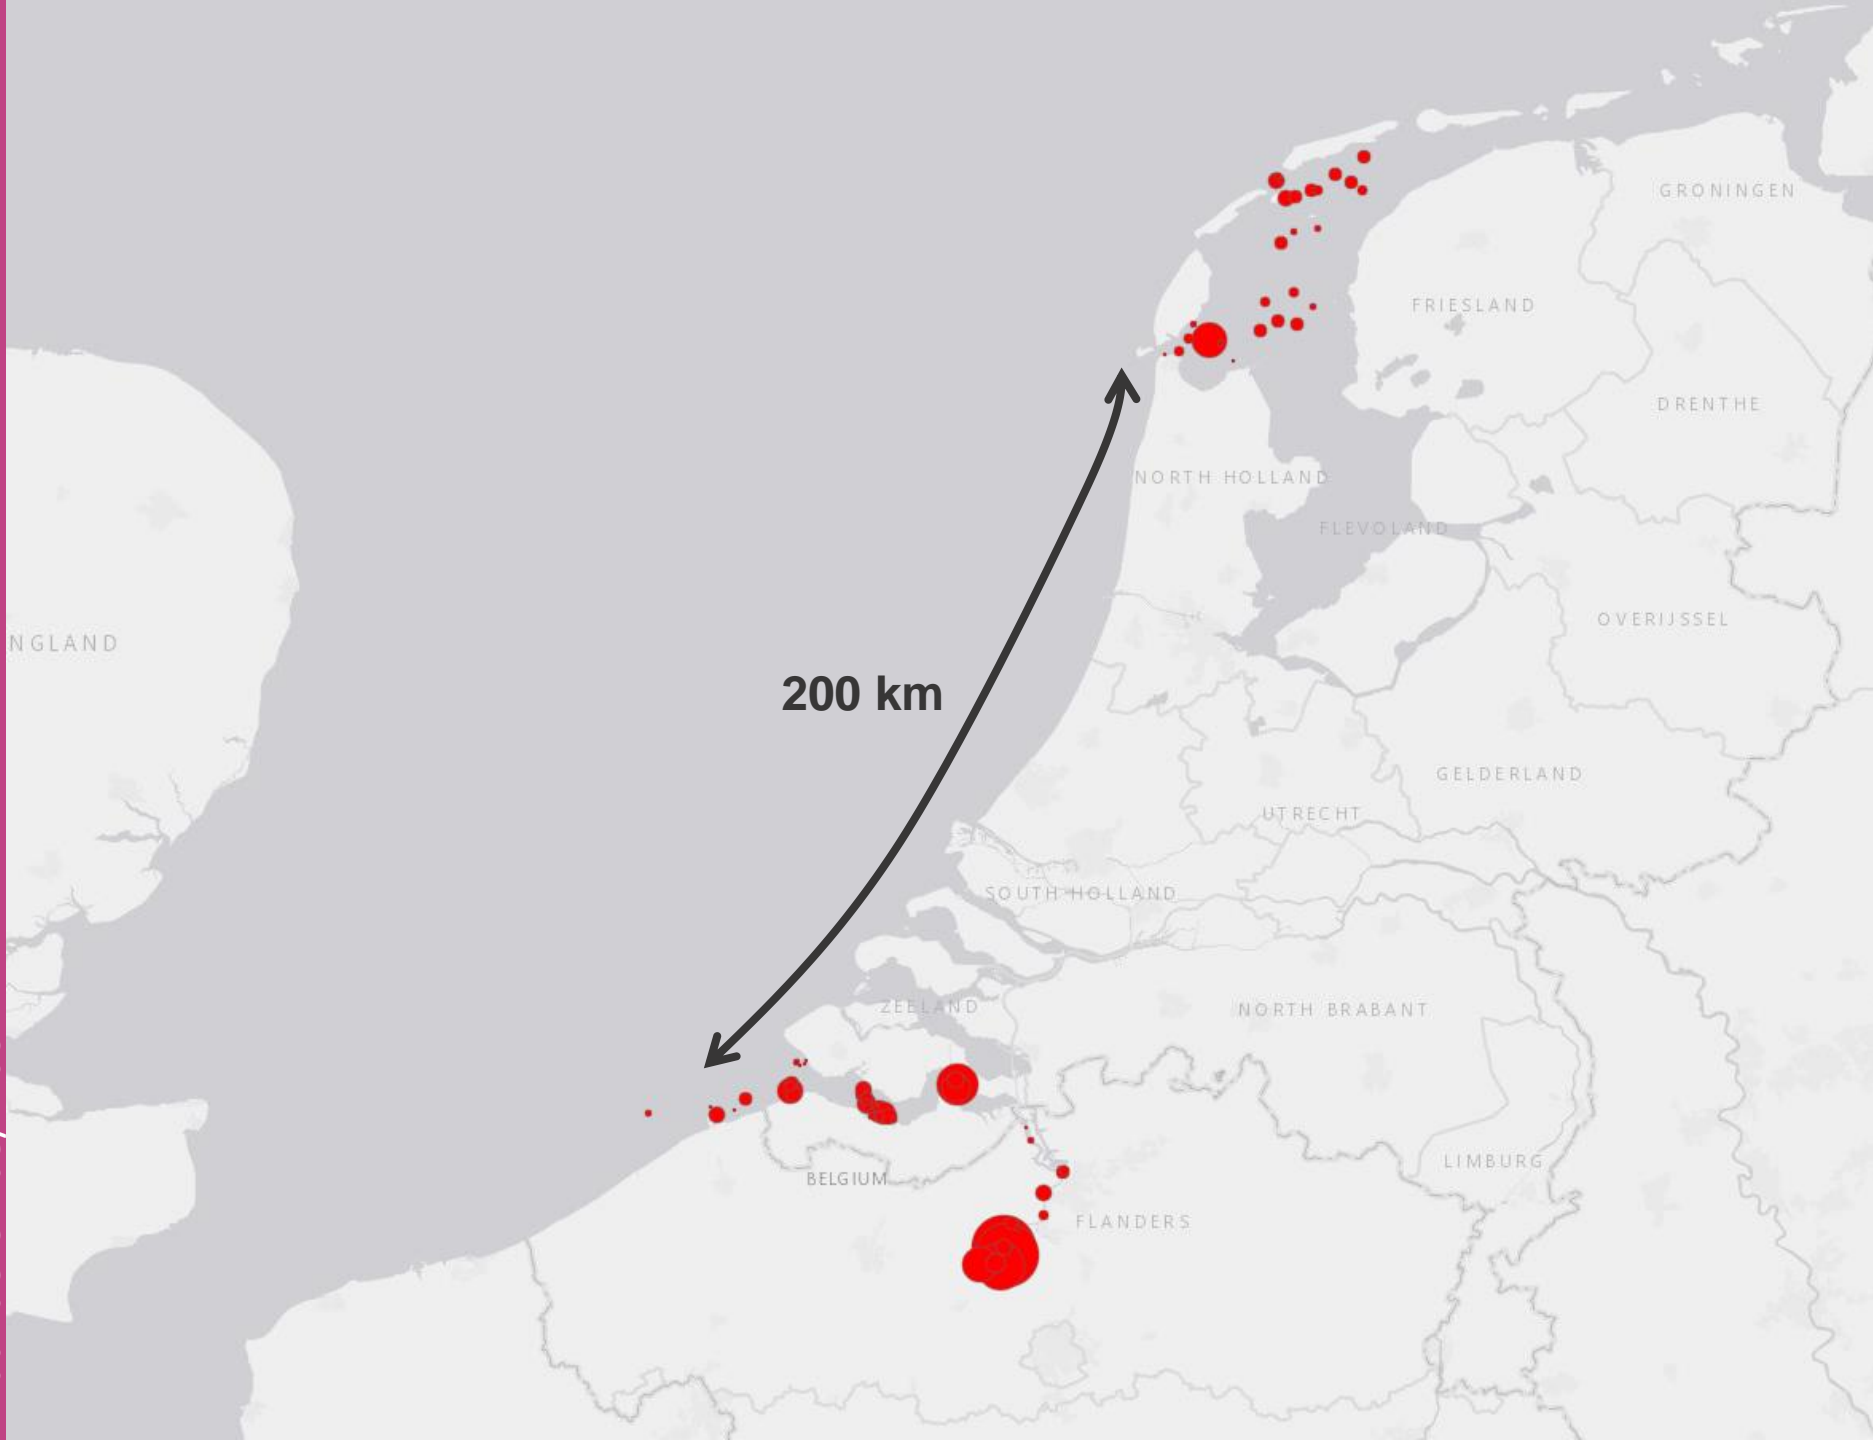 GRONINGEN
FRIESLAND
DRENTHE
NORTH HOLLAND
FLEVOLAND
OVERIJSSEL
NGLAND
200 km
GELDERLAND
UTRECHT
SOUTH HOLLAND
ZEELAND
NORTH BRABANT
LIMBURG
BELGIUM
FLANDERS